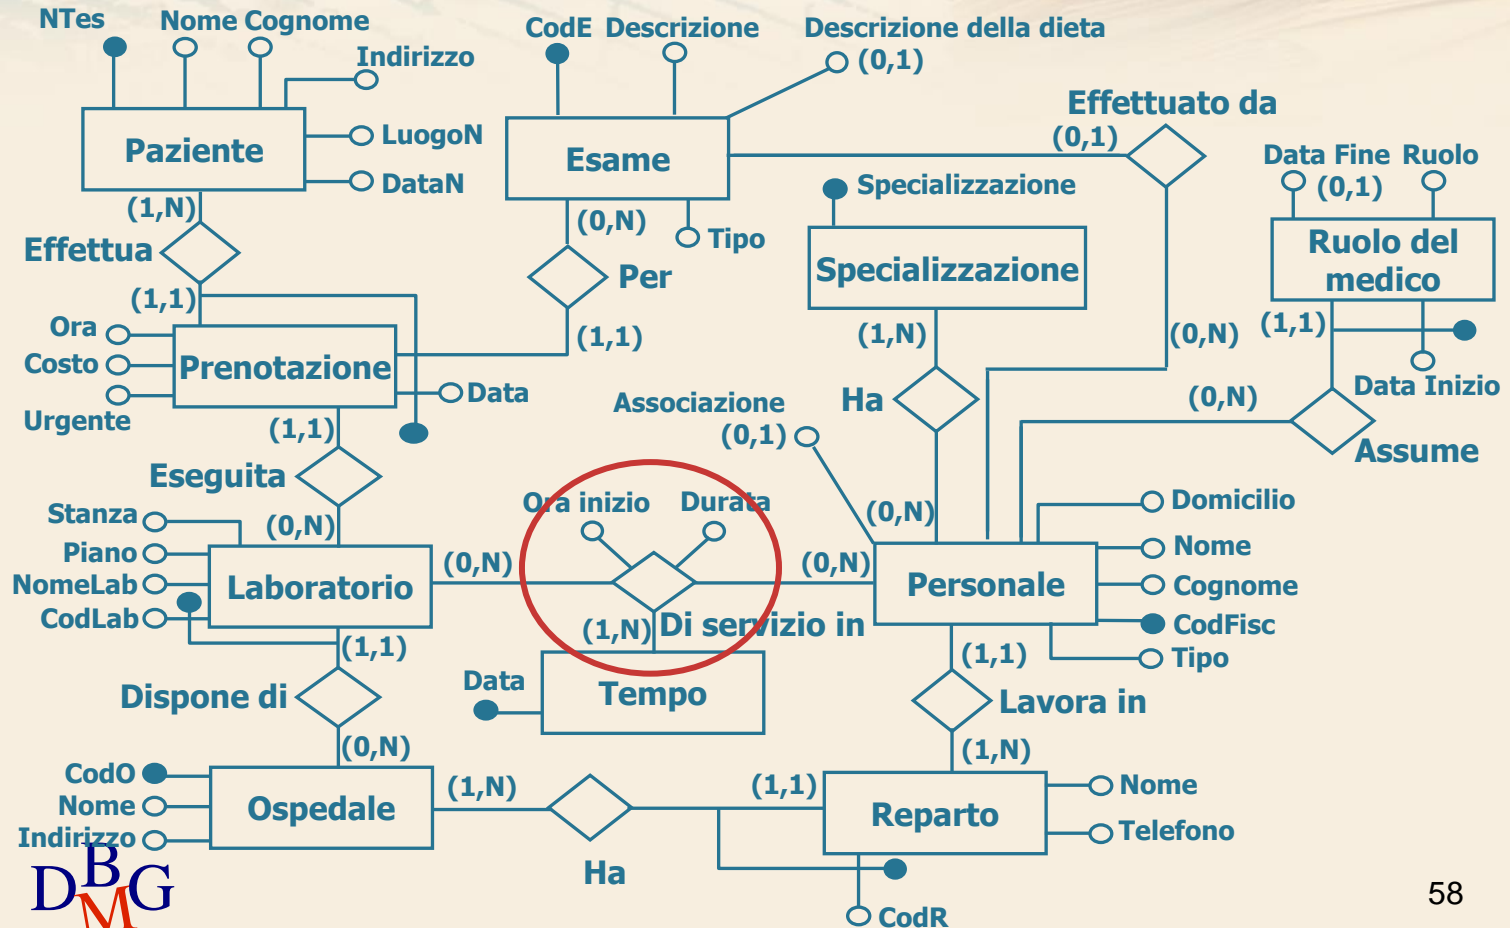 NTes
Nome Cognome
Indirizzo
Paziente
LuogoN
DataN
(1,N)
Effettua
(1,1)
CodE Descrizione
Descrizione della dieta
(0,1)
Esame
(0,N)
Tipo
Per
(1,1)
Effettuato da
(0,1)
(0,N)
Specializzazione
Specializzazione
(1,N)
Ha
(0,N)
Data Fine Ruolo
(0,1)
Ruolo del
medico
(1,1)
Data Inizio
(0,N)
Assume
Ora
Costo
Urgente
Prenotazione
Data
(1,1)
Eseguita
(0,N)
Stanza
Piano
NomeLab
CodLab
Laboratorio
(0,N)
Ora inizio
Durata
(0,N)
(1,N)
Di servizio in
Data
Tempo
Associazione
(0,1)
Personale
Domicilio
Nome
Cognome
CodFisc
Tipo
(1,1)
Lavora in
(1,N)
(1,1)
Dispone di
(0,N)
CodO
Nome
Indirizzo
Ospedale
(1,N)
Ha
(1,1)
Reparto
Nome
Telefono
CodR
DBMG
58